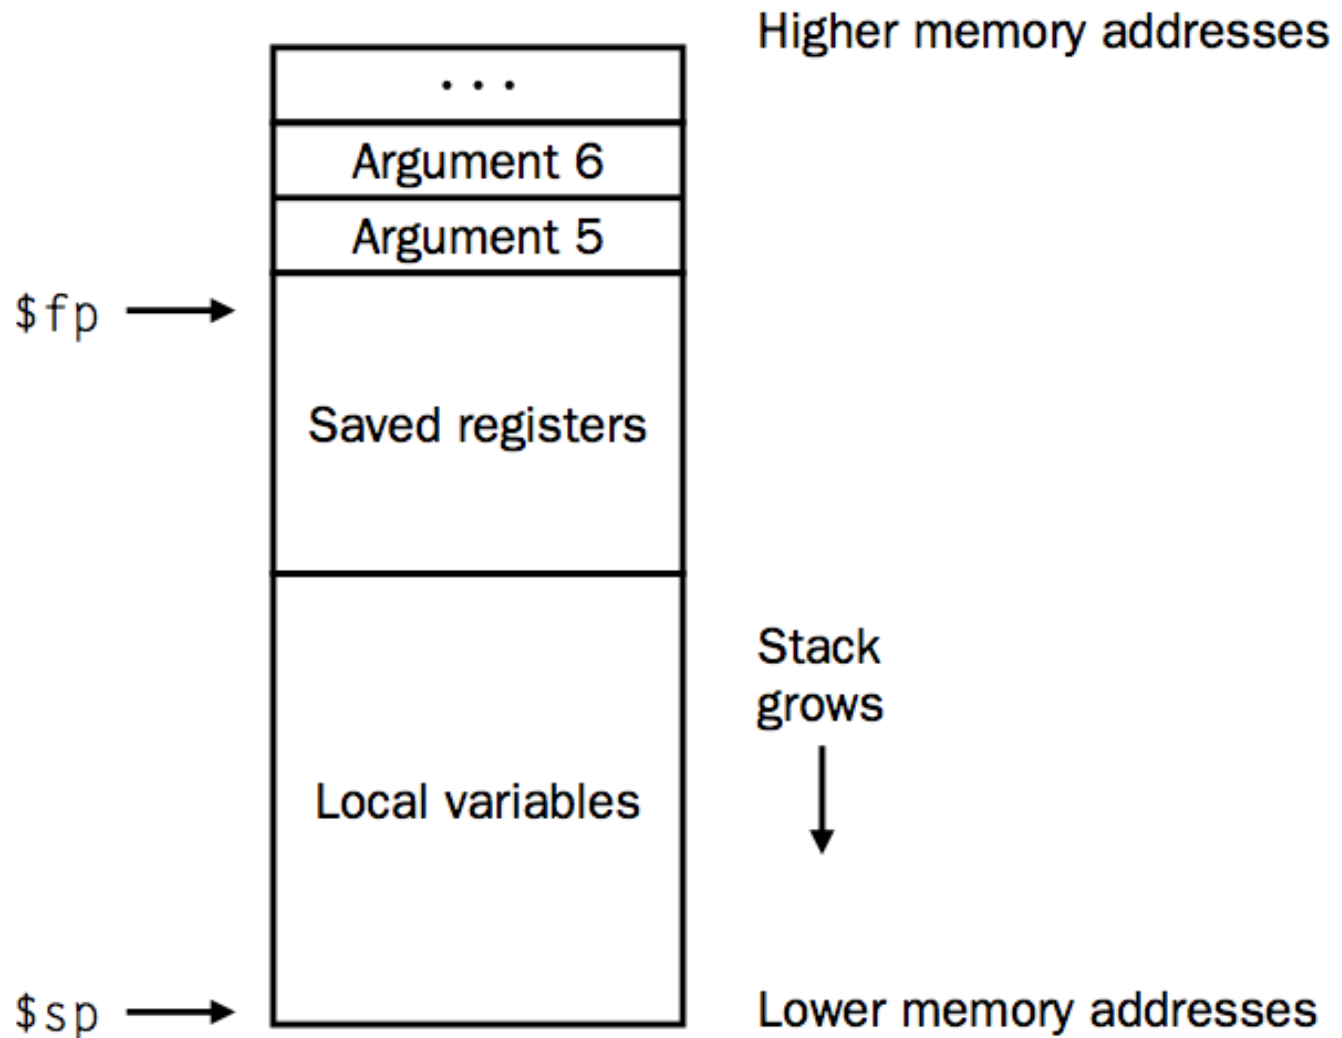 Higher memory addresses
...
Argument 6
Argument 5
$fp
Saved registers
Stack
grows
Local variables
$sp
Lower memory addresses